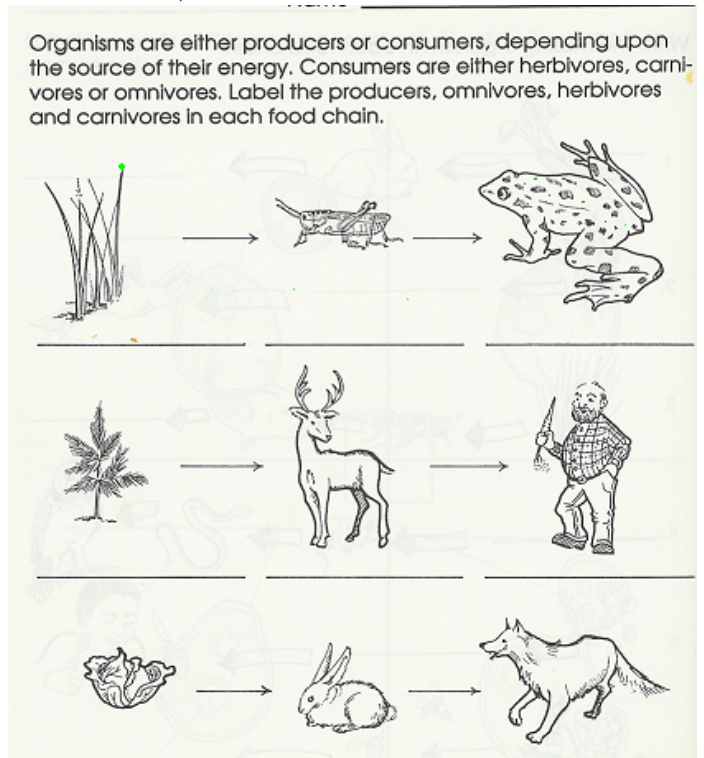 Organisms are either producers or consumers, depending upon
the source of their energy. Consumers are either herbivores, carni-
vores or omnivores. Label the producers, omnivores, herbivores
and carnivores in each food chain.